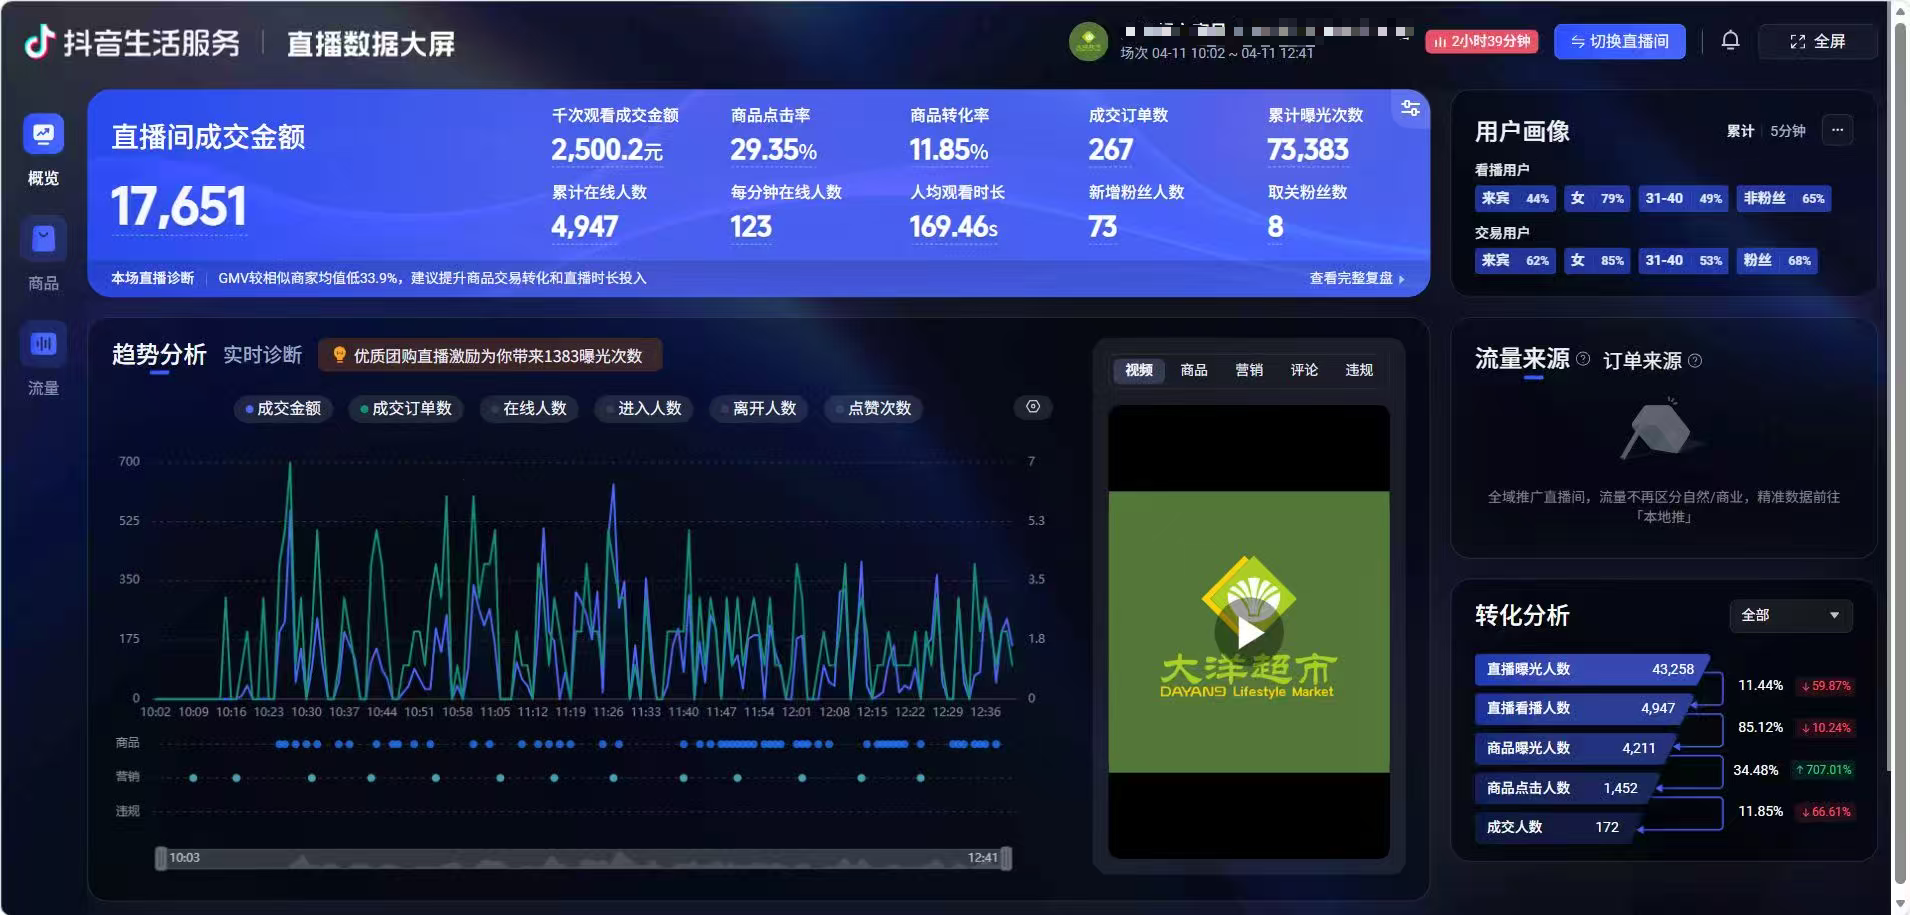 抖音生活服务 直播数据大屏
场次 04-11 10:02 ~ 04-11 12:41
2小时39分钟
切换直播间
全屏
概览
商品
流量
直播间成交金额
17,651
千次观看成交金额 商品点击率 商品转化率 成交订单数 累计曝光次数
2,500.2元 29.35% 11.85% 267 73,383
累计在线人数 每分钟在线人数 人均观看时长 新增粉丝人数 取关粉丝数
4,947 123 169.46s 73 8
本场直播诊断 GMV较相似商家均值低33.9%，建议提升商品交易转化和直播时长投入 查看完整复盘
用户画像 累计 5分钟 ...
看播用户
来宾 44% 女 79% 31-40 49% 非粉丝 65%
交易用户
来宾 62% 女 85% 31-40 53% 粉丝 68%
趋势分析 实时诊断 优质团购直播激励为你带来1383曝光次数
成交金额 成交订单数 在线人数 进入人数 离开人数 点赞次数
700 7
525 5.3
350 3.5
175 1.8
0 0
10:02 10:09 10:16 10:23 10:30 10:37 10:44 10:51 10:58 11:05 11:12 11:19 11:26 11:33 11:40 11:47 11:54 12:01 12:08 12:15 12:22 12:29 12:36
商品
营销
违规
10:03 12:41
视频 商品 营销 评论 违规
大洋超市
DAYANG Lifestyle Market
流量来源 ? 订单来源 ?
全域推广直播间，流量不再区分自然/商业，精准数据前往
「本地推」
转化分析 全部
直播曝光人数 43,258
11.44% ↓59.87%
直播看播人数 4,947
85.12% ↓10.24%
商品曝光人数 4,211
34.48% ↑707.01%
商品点击人数 1,452
11.85% ↓66.61%
成交人数 172